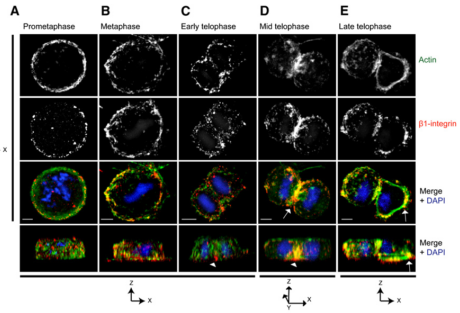 A B C D E
Prometaphase Metaphase Early telophase Mid telophase Late telophase
Actin
β1-integrin
X
Merge
+ DAPI
Merge
+ DAPI
Z Z Z
X Y X X